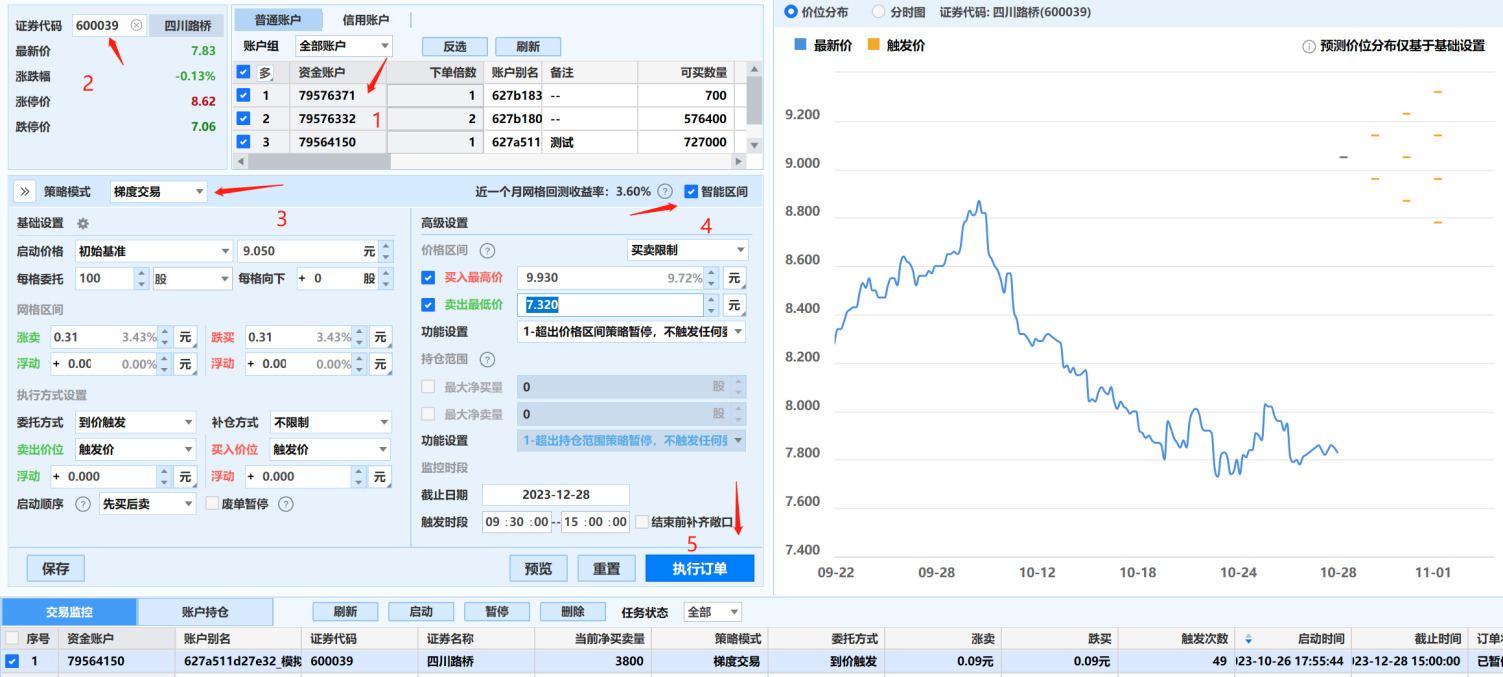 证券代码 600039 四川路桥
最新价 7.83
涨跌幅 -0.13%
涨停价 8.62
跌停价 7.06
2
普通账户 信用账户
账户组 全部账户 反选 刷新
多 资金账户 下单倍数 账户别名 备注 可买数量
1 79576371 1 627b183 -- 700
2 79576332 2 627b180 -- 576400
3 79564150 1 627a511 测试 727000
1
策略模式 梯度交易 近一个月网格回测收益率: 3.60% ? 智能区间
3
4
基础设置
启动价格 初始基准 9.050 元
每格委托 100 股 每格向下 + 0 股
网格区间
涨卖 0.31 3.43% 元 跌买 0.31 3.43% 元
浮动 + 0.00 0.00% 元 浮动 + 0.00 0.00% 元
执行方式设置
委托方式 到价触发 补仓方式 不限制
卖出价位 触发价 买入价位 触发价
浮动 + 0.000 元 浮动 + 0.000 元
启动顺序 ? 先买后卖 废单暂停 ?
高级设置
价格区间 ? 买卖限制
买入最高价 9.930 9.72% 元
卖出最低价 7.320 元
功能设置 1-超出价格区间策略暂停，不触发任何
持仓范围 ?
最大净买量 0 股
最大净卖量 0 股
功能设置 1-超出持仓范围策略暂停，不触发任何
监控时段
截止日期 2023-12-28
触发时段 09 : 30 : 00 -- 15 : 00 : 00 结束前补齐敞口
5
保存 预览 重置 执行订单
价位分布 分时图 证券代码: 四川路桥(600039)
最新价 触发价 预测价位分布仅基于基础设置
9.200
9.000
8.800
8.600
8.400
8.200
8.000
7.800
7.600
7.400
09-22 09-28 10-12 10-18 10-24 10-28 11-01
交易监控 账户持仓 刷新 启动 暂停 删除 任务状态 全部
序号 资金账户 账户别名 证券代码 证券名称 当前净买卖量 策略模式 委托方式 涨卖 跌买 触发次数 启动时间 截止时间 订单
1 79564150 627a511d27e32_模拟 600039 四川路桥 3800 梯度交易 到价触发 0.09元 0.09元 49 23-10-26 17:55:44 23-12-28 15:00:00 已暂